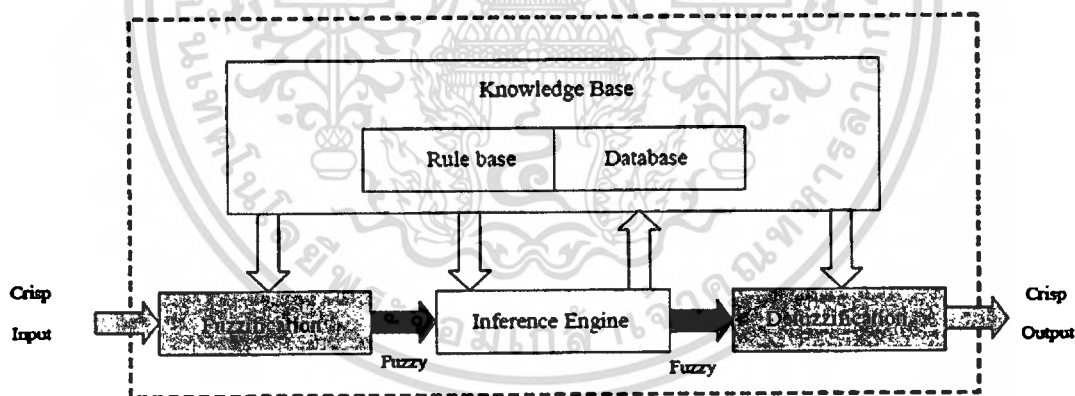 Knowledge Base
Rule base
Database
Crisp
Input
Fuzzification
Fuzzy
Inference Engine
Fuzzy
Defuzzification
Crisp
Output